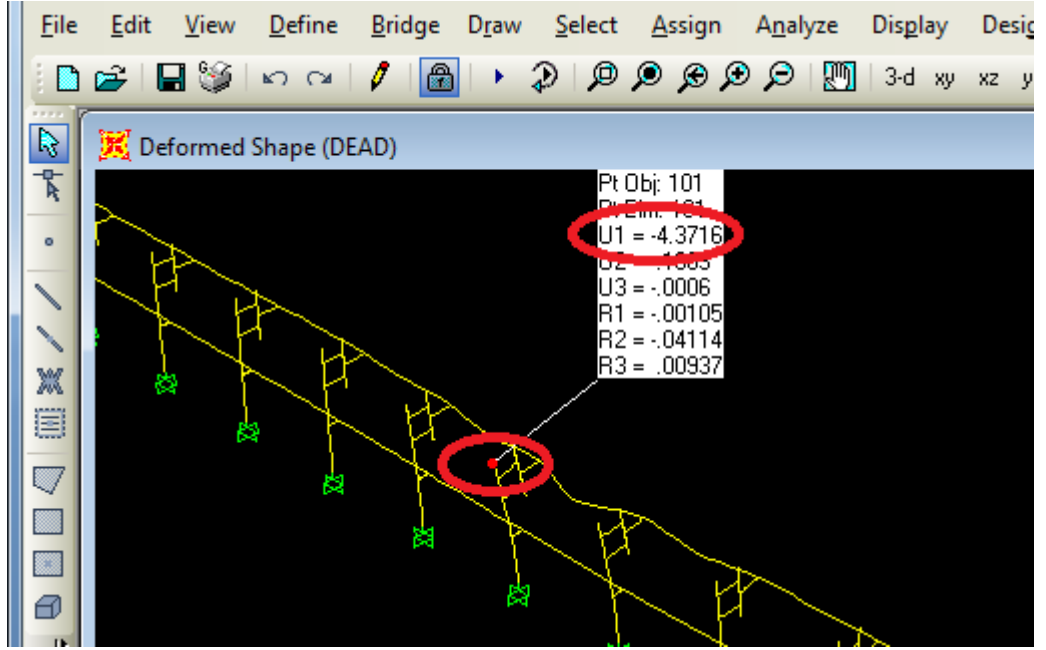 File Edit View Define Bridge Draw Select Assign Analyze Display
3-d xy xz
Deformed Shape (DEAD)
Pt Obj: 101
U1 = -4.3716
U3 = -.0006
R1 = -.00105
R2 = -.04114
R3 = .00937